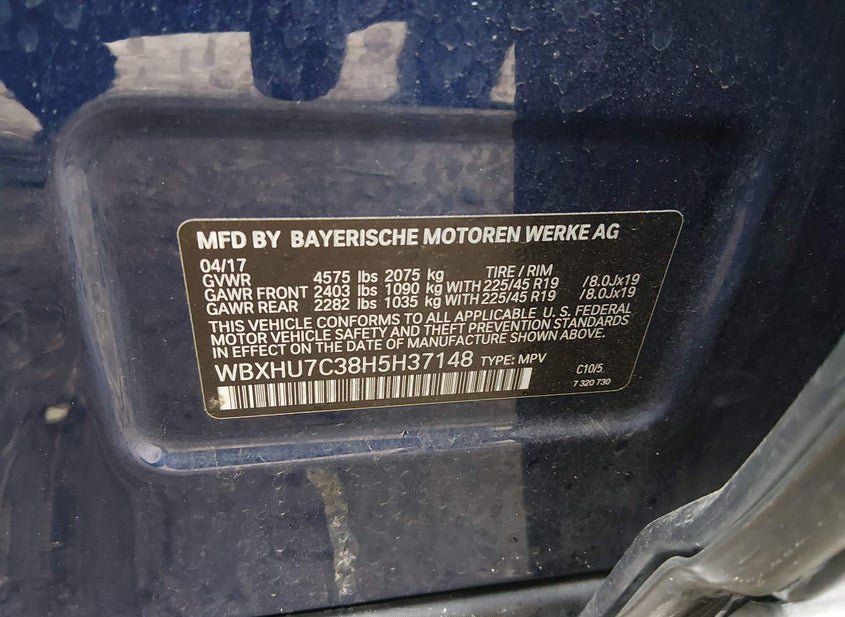 MFD BY BAYERISCHE MOTOREN WERKE AG
04/17 TIRE / RIM
GVWR 4575 lbs 2075 kg
GAWR FRONT 2403 lbs 1090 kg WITH 225/45 R19 /8.0Jx19
GAWR REAR 2282 lbs 1035 kg WITH 225/45 R19 /8.0Jx19
THIS VEHICLE CONFORMS TO ALL APPLICABLE U. S. FEDERAL
MOTOR VEHICLE SAFETY AND THEFT PREVENTION STANDARDS
IN EFFECT ON THE DATE OF MANUFACTURE SHOWN ABOVE.
WBXHU7C38H5H37148 TYPE: MPV
C10/5
7 320 730